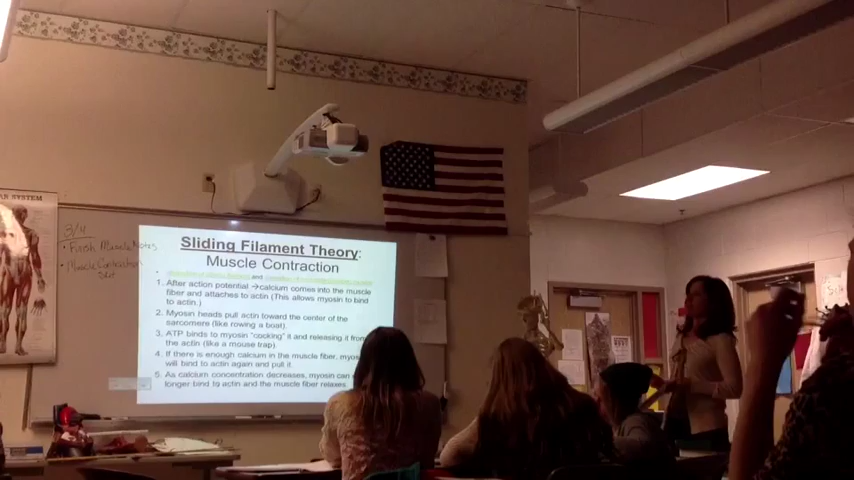 3/4
• Finish Muscle Notes
• Muscle Contraction
Sliding Filament Theory:
Muscle Contraction
and
1. After action potential →calcium comes into the muscle
fiber and attaches to actin (This allows myosin to bind
to actin.)
2. Myosin heads pull actin toward the center of the
sarcomere (like rowing a boat).
3. ATP binds to myosin "cocking" it and releasing it from
the actin (like a mouse trap).
4. If there is enough calcium in the muscle fiber,
will bind to actin again and pull it.
5. As calcium concentration decreases, myosin can
longer bind to actin and the muscle fiber relaxes.